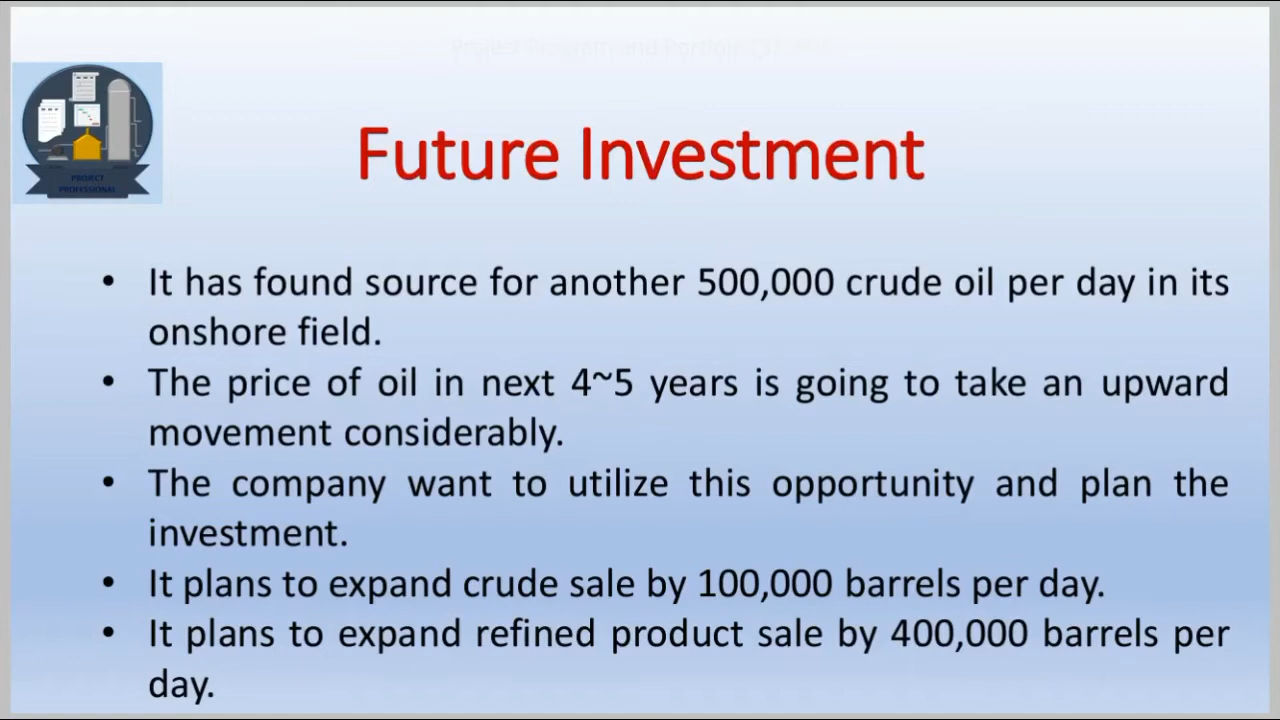 Future Investment
PROJECT
PROFESSIONAL
• It has found source for another 500,000 crude oil per day in its
onshore field.
• The price of oil in next 4~5 years is going to take an upward
movement considerably.
• The company want to utilize this opportunity and plan the
investment.
• It plans to expand crude sale by 100,000 barrels per day.
• It plans to expand refined product sale by 400,000 barrels per
day.